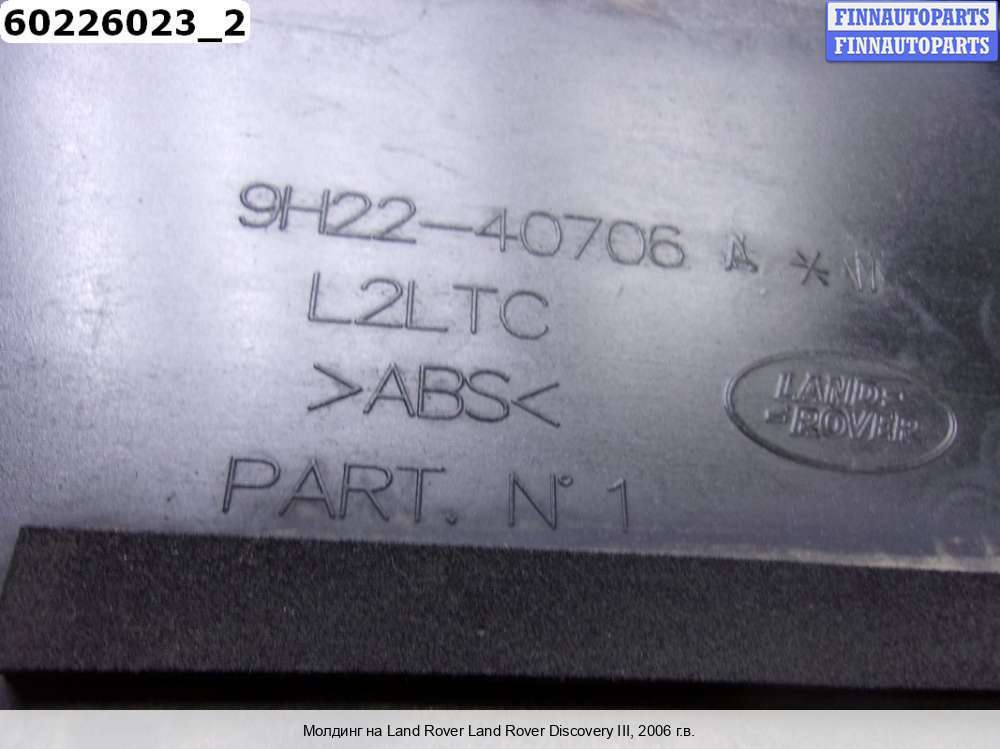 60226023_2
FINNAUTOPARTS
FINNAUTOPARTS
9H22-40706 A *
L2LTC
>ABS<
PART. N° 1
LAND-
-ROVER
Молдинг на Land Rover Land Rover Discovery III, 2006 г.в.